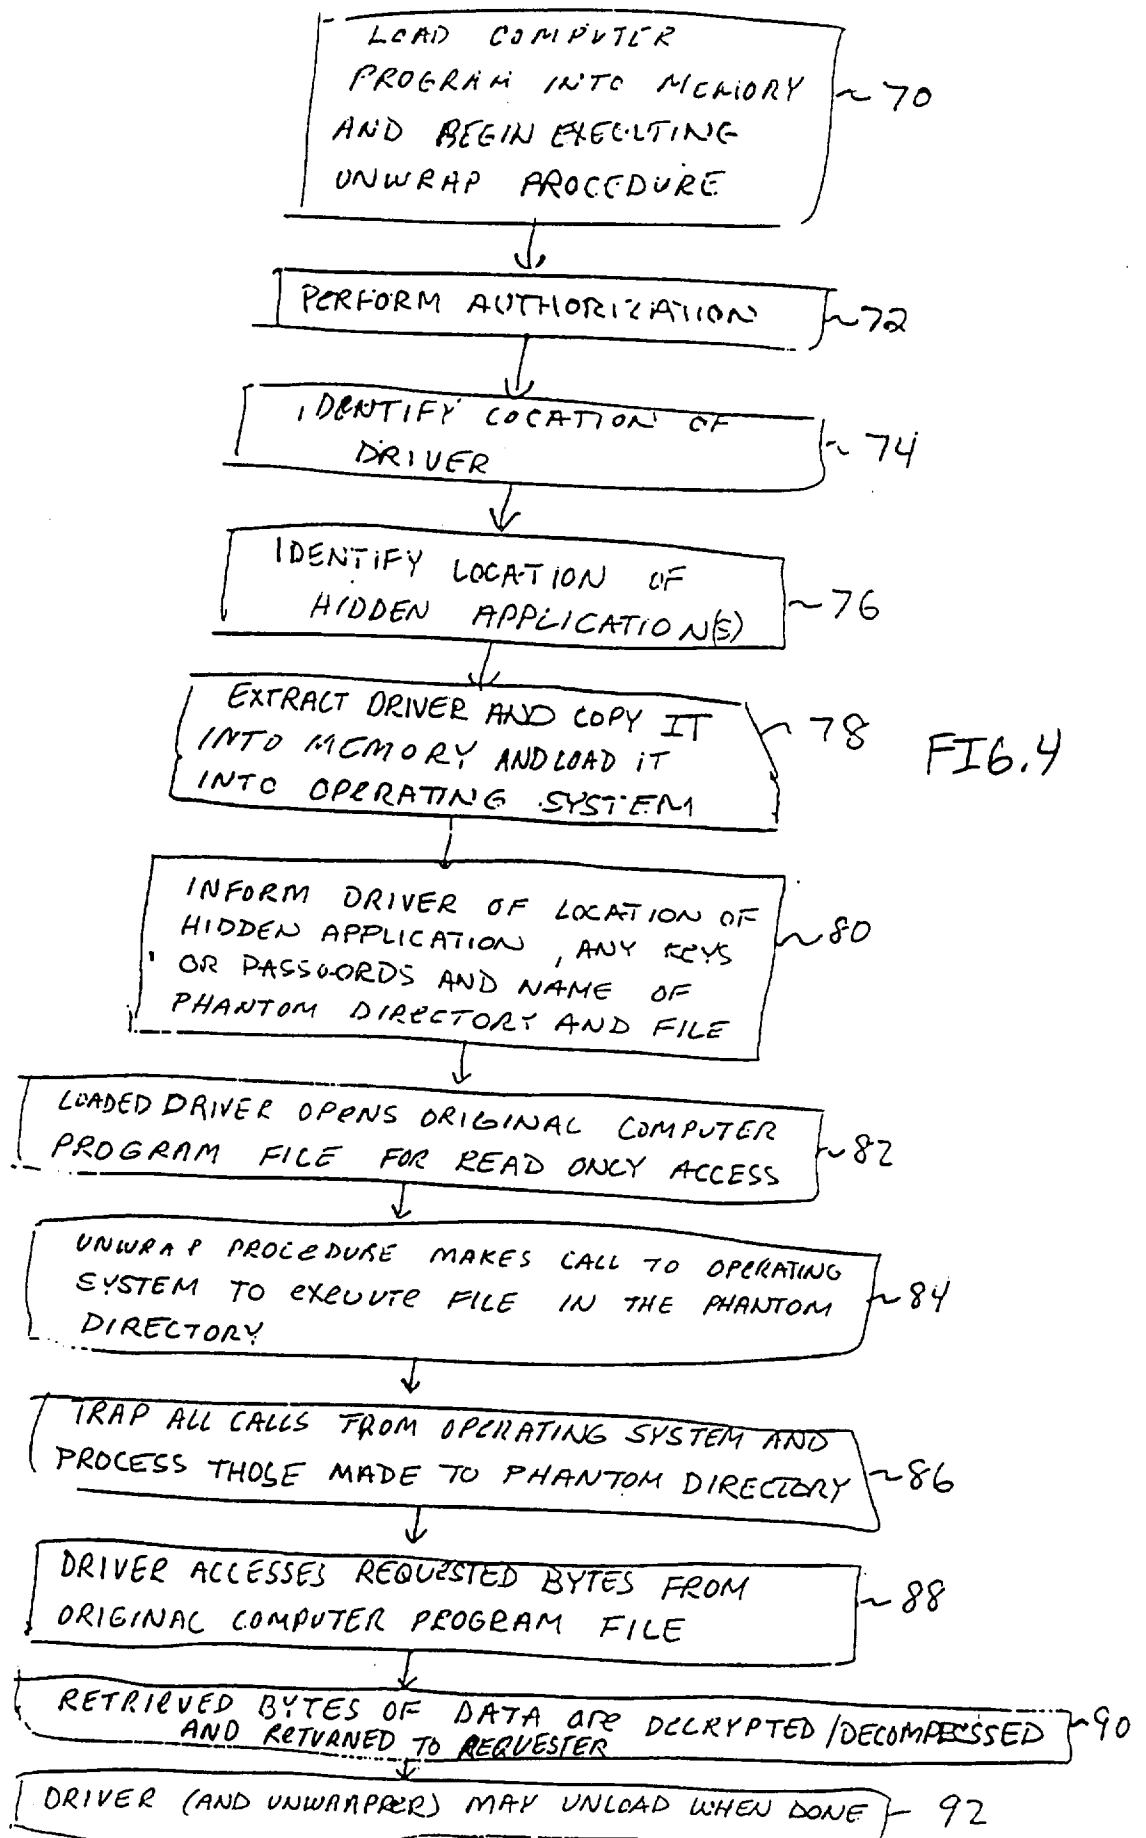 LOAD COMPUTER
PROGRAM INTO MEMORY
AND BEGIN EXECUTING
UNWRAP PROCEDURE
70
PERFORM AUTHORIZATION
72
IDENTIFY LOCATION OF
DRIVER
74
IDENTIFY LOCATION OF
HIDDEN APPLICATION(S)
76
EXTRACT DRIVER AND COPY IT
INTO MEMORY AND LOAD IT
INTO OPERATING SYSTEM
78
FIG.4
INFORM DRIVER OF LOCATION OF
HIDDEN APPLICATION, ANY KEYS
OR PASSWORDS AND NAME OF
PHANTOM DIRECTORY AND FILE
80
LOADED DRIVER OPENS ORIGINAL COMPUTER
PROGRAM FILE FOR READ ONLY ACCESS
82
UNWRAP PROCEDURE MAKES CALL TO OPERATING
SYSTEM TO EXECUTE FILE IN THE PHANTOM
DIRECTORY
84
TRAP ALL CALLS FROM OPERATING SYSTEM AND
PROCESS THOSE MADE TO PHANTOM DIRECTORY
86
DRIVER ACCESSES REQUESTED BYTES FROM
ORIGINAL COMPUTER PROGRAM FILE
88
RETRIEVED BYTES OF DATA ARE DECRYPTED/DECOMPESSED
AND RETURNED TO REQUESTER
90
DRIVER (AND UNWRAPPER) MAY UNLOAD WHEN DONE
92